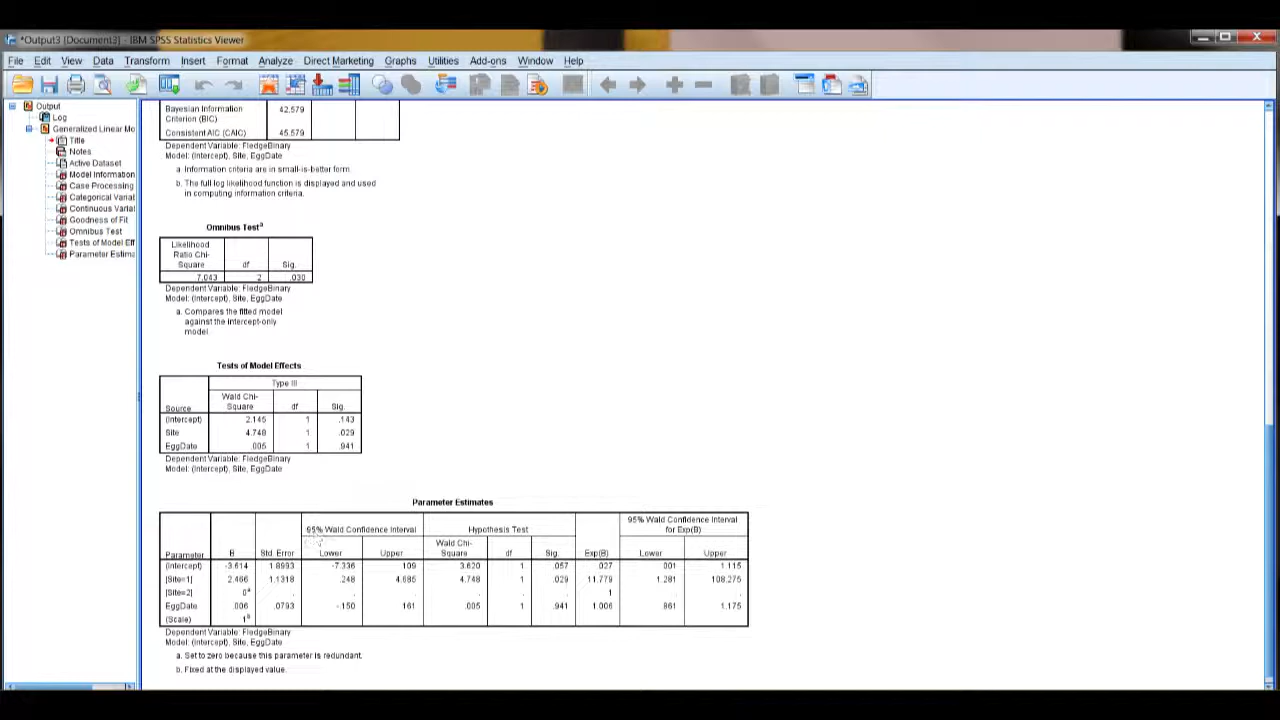 *Output3 [Document3] - IBM SPSS Statistics Viewer
File Edit View Data Transform Insert Format Analyze Direct Marketing Graphs Utilities Add-ons Window Help
Output
Log
Generalized Linear Mo
Title
Notes
Active Dataset
Model Information
Case Processing
Categorical Variat
Continuous Variat
Goodness of Fit
Omnibus Test
Tests of Model Eff
Parameter Estima
Bayesian Information
Criterion (BIC) 42.579
Consistent AIC (CAIC) 45.579
Dependent Variable: FledgeBinary
Model: (Intercept), Site, EggDate
a. Information criteria are in small-is-better form.
b. The full log likelihood function is displayed and used
in computing information criteria.
Omnibus Testᵃ
Likelihood
Ratio Chi-
Square df Sig.
7.043 2 .030
Dependent Variable: FledgeBinary
Model: (Intercept), Site, EggDate
a. Compares the fitted model
against the intercept-only
model.
Tests of Model Effects
Type III
Wald Chi-
Source Square df Sig.
(Intercept) 2.145 1 .143
Site 4.748 1 .029
EggDate .005 1 .941
Dependent Variable: FledgeBinary
Model: (Intercept), Site, EggDate
Parameter Estimates
95% Wald Confidence Interval Hypothesis Test 95% Wald Confidence Interval
for Exp(B)
Wald Chi-
Parameter B Std. Error Lower Upper Square df Sig. Exp(B) Lower Upper
(Intercept) -3.614 1.8993 -7.336 .109 3.620 1 .057 .027 .001 1.115
[Site=1] 2.466 1.1318 .248 4.685 4.748 1 .029 11.779 1.281 108.275
[Site=2] 0ᵃ . . . . . . 1 . .
EggDate .006 .0793 -.150 .161 .005 1 .941 1.006 .861 1.175
(Scale) 1ᵇ
Dependent Variable: FledgeBinary
Model: (Intercept), Site, EggDate
a. Set to zero because this parameter is redundant.
b. Fixed at the displayed value.